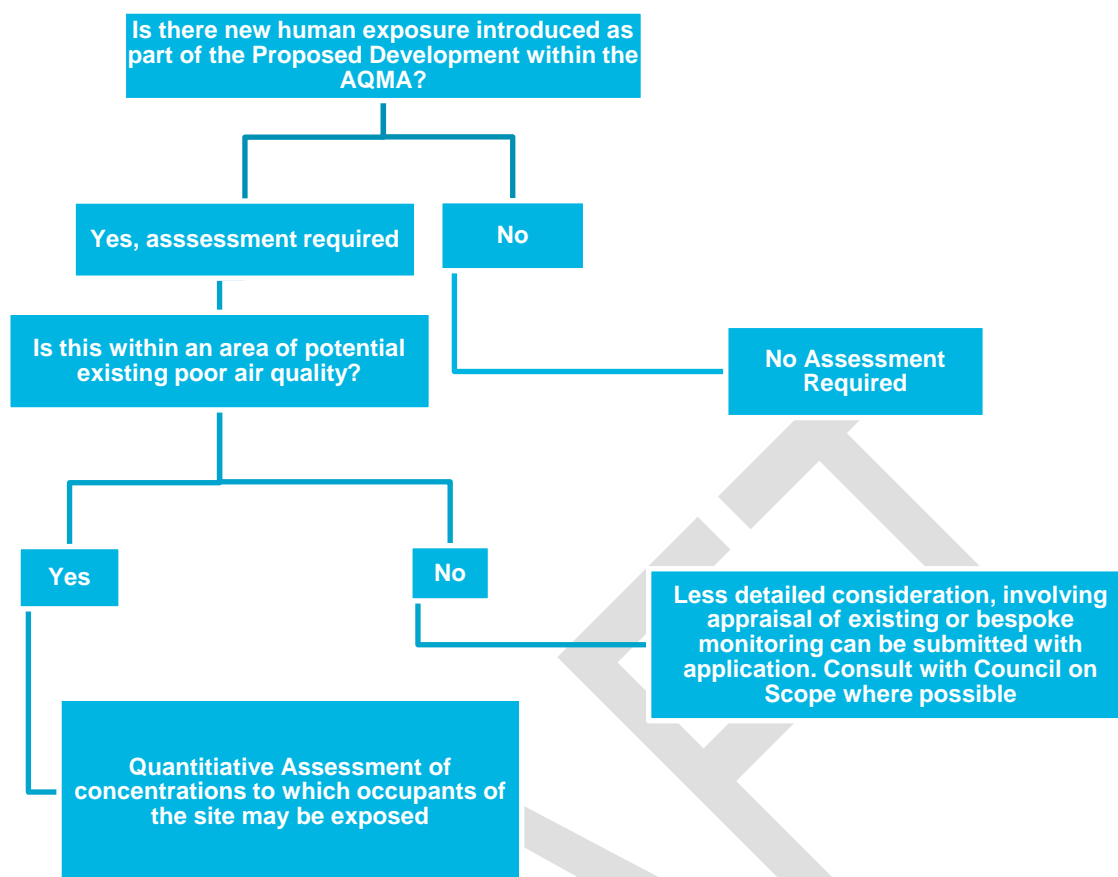 Is there new human exposure introduced as
part of the Proposed Development within the
AQMA?
Yes, asssessment required
No
Is this within an area of potential
existing poor air quality?
No Assessment
Required
Yes
No
Less detailed consideration, involving
appraisal of existing or bespoke
monitoring can be submitted with
application. Consult with Council on
Scope where possible
Quantitiative Assessment of
concentrations to which occupants of
the site may be exposed